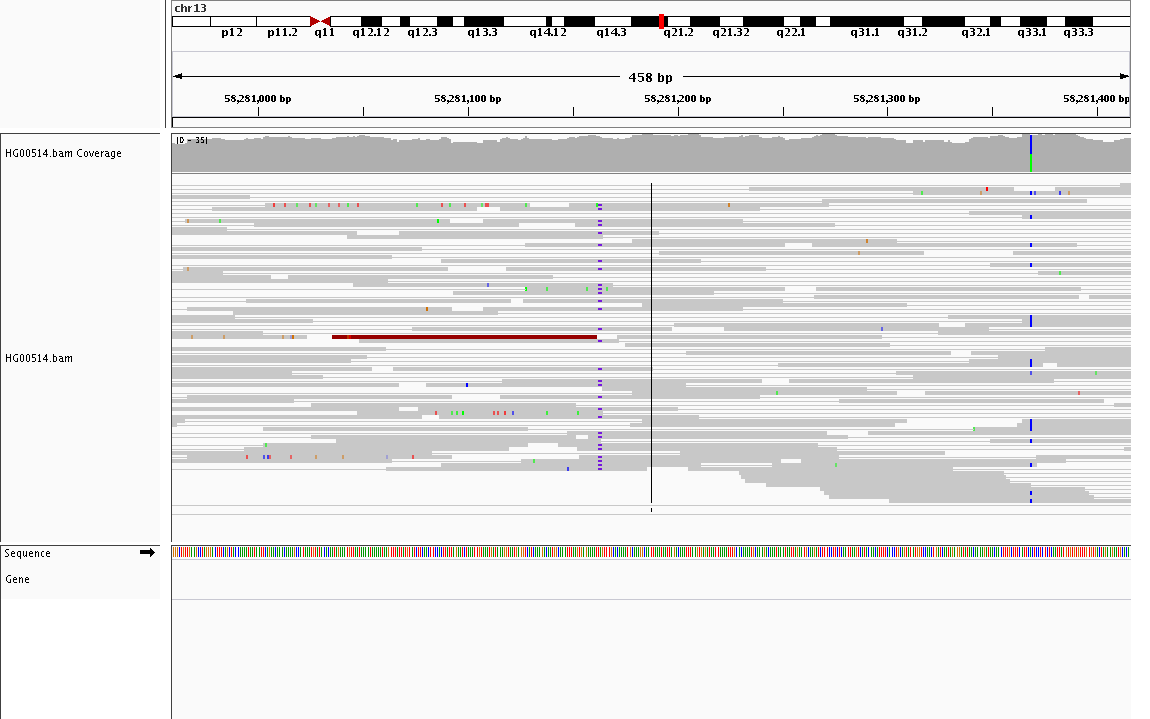 chr13
p12 p11.2 q11 q12.12 q12.3 q13.3 q14.12 q14.3 q21.2 q21.32 q22.1 q31.1 q31.2 q32.1 q33.1 q33.3
458 bp
58,281,000 bp 58,281,100 bp 58,281,200 bp 58,281,300 bp 58,281,400 bp
[0 - 35]
HG00514.bam Coverage
HG00514.bam
Sequence
Gene